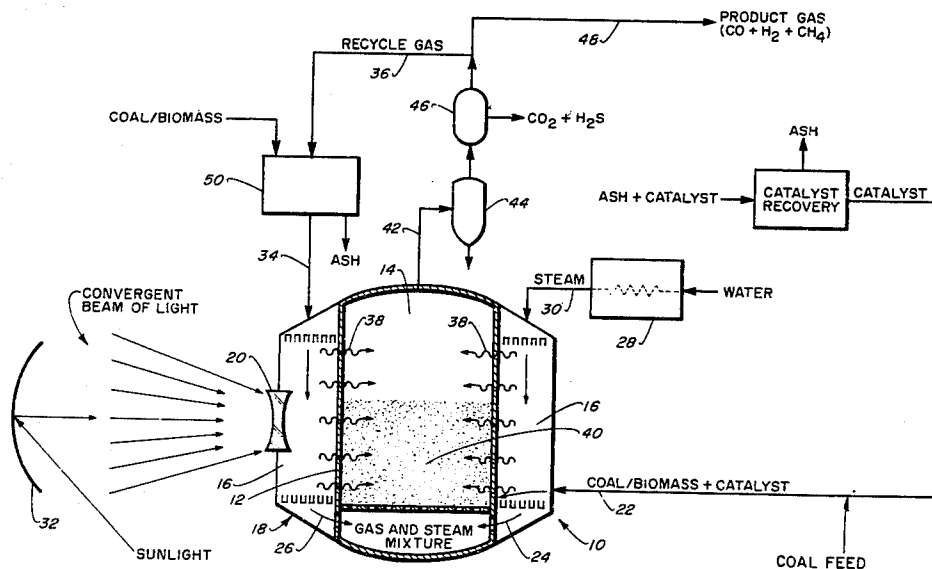 48
PRODUCT GAS
(CO + H2 + CH4)
RECYCLE GAS
36
46
CO2 + H2S
COAL/BIOMASS
50
ASH
34
42
44
ASH
ASH + CATALYST
CATALYST
RECOVERY
CATALYST
CONVERGENT
BEAM OF LIGHT
14
STEAM
30
WATER
28
38
38
20
16
40
16
12
COAL/BIOMASS + CATALYST
22
18
26
GAS AND STEAM
MIXTURE
24
10
32
SUNLIGHT
COAL FEED